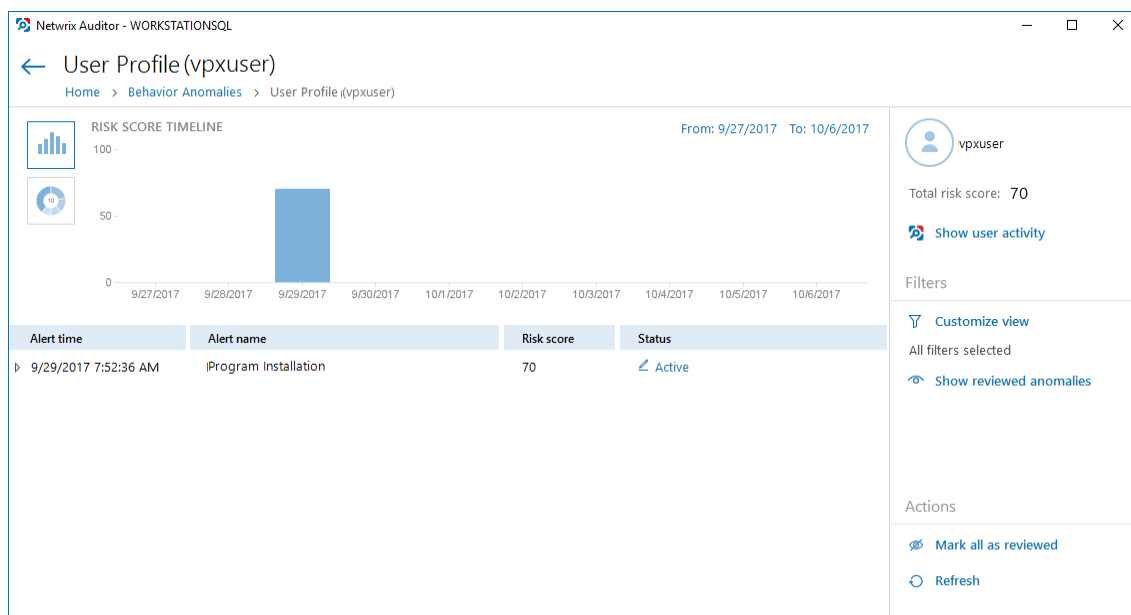 Netwrix Auditor - WORKSTATIONSQL
User Profile (vpxuser)
Home > Behavior Anomalies > User Profile (vpxuser)
RISK SCORE TIMELINE
From: 9/27/2017 To: 10/6/2017
100
50
0
10
9/27/2017 9/28/2017 9/29/2017 9/30/2017 10/1/2017 10/2/2017 10/3/2017 10/4/2017 10/5/2017 10/6/2017
Alert time Alert name Risk score Status
9/29/2017 7:52:36 AM Program Installation 70 Active
vpxuser
Total risk score: 70
Show user activity
Filters
Customize view
All filters selected
Show reviewed anomalies
Actions
Mark all as reviewed
Refresh